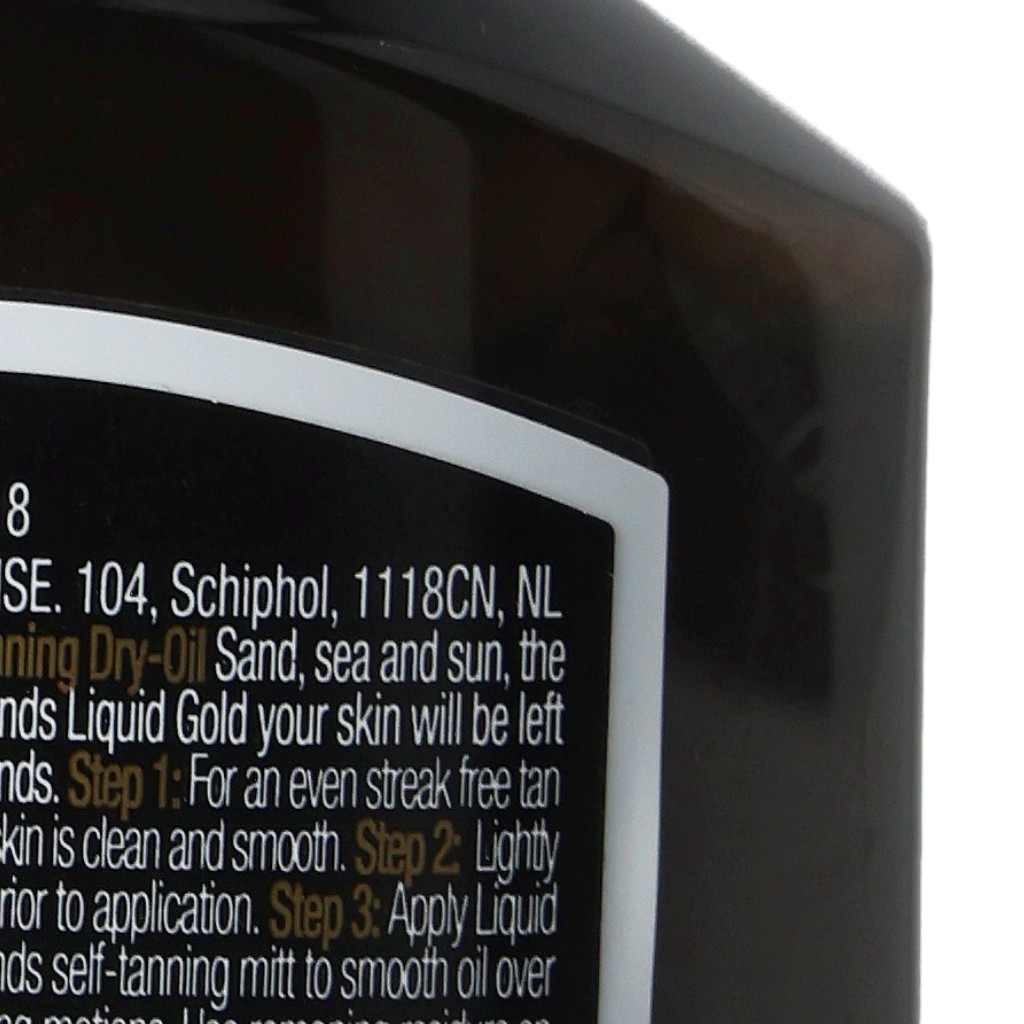 8
SE. 104, Schiphol, 1118CN, NL
nning Dry-Oil Sand, sea and sun, the
nds Liquid Gold your skin will be left
nds. Step 1: For an even streak free tan
skin is clean and smooth. Step 2: Lightly
rior to application. Step 3: Apply Liquid
nds self-tanning mitt to smooth oil over